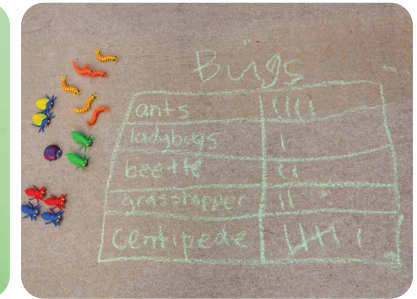 Bugs
ants ||||
ladybugs |
beetle ||
grasshopper ||
Centipede |||| |